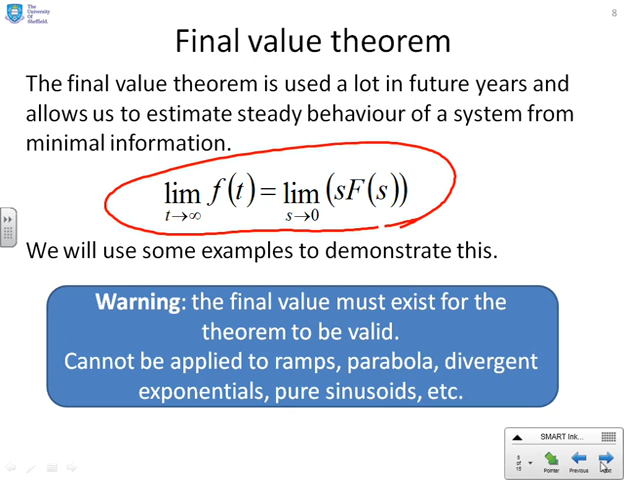 The
University
Of
Sheffield.
8
Final value theorem
The final value theorem is used a lot in future years and
allows us to estimate steady behaviour of a system from
minimal information.
lim f(t) = lim (sF(s))
t→∞ s→0
We will use some examples to demonstrate this.
Warning: the final value must exist for the
theorem to be valid.
Cannot be applied to ramps, parabola, divergent
exponentials, pure sinusoids, etc.
SMART Ink...
of
15
Pointer Previous